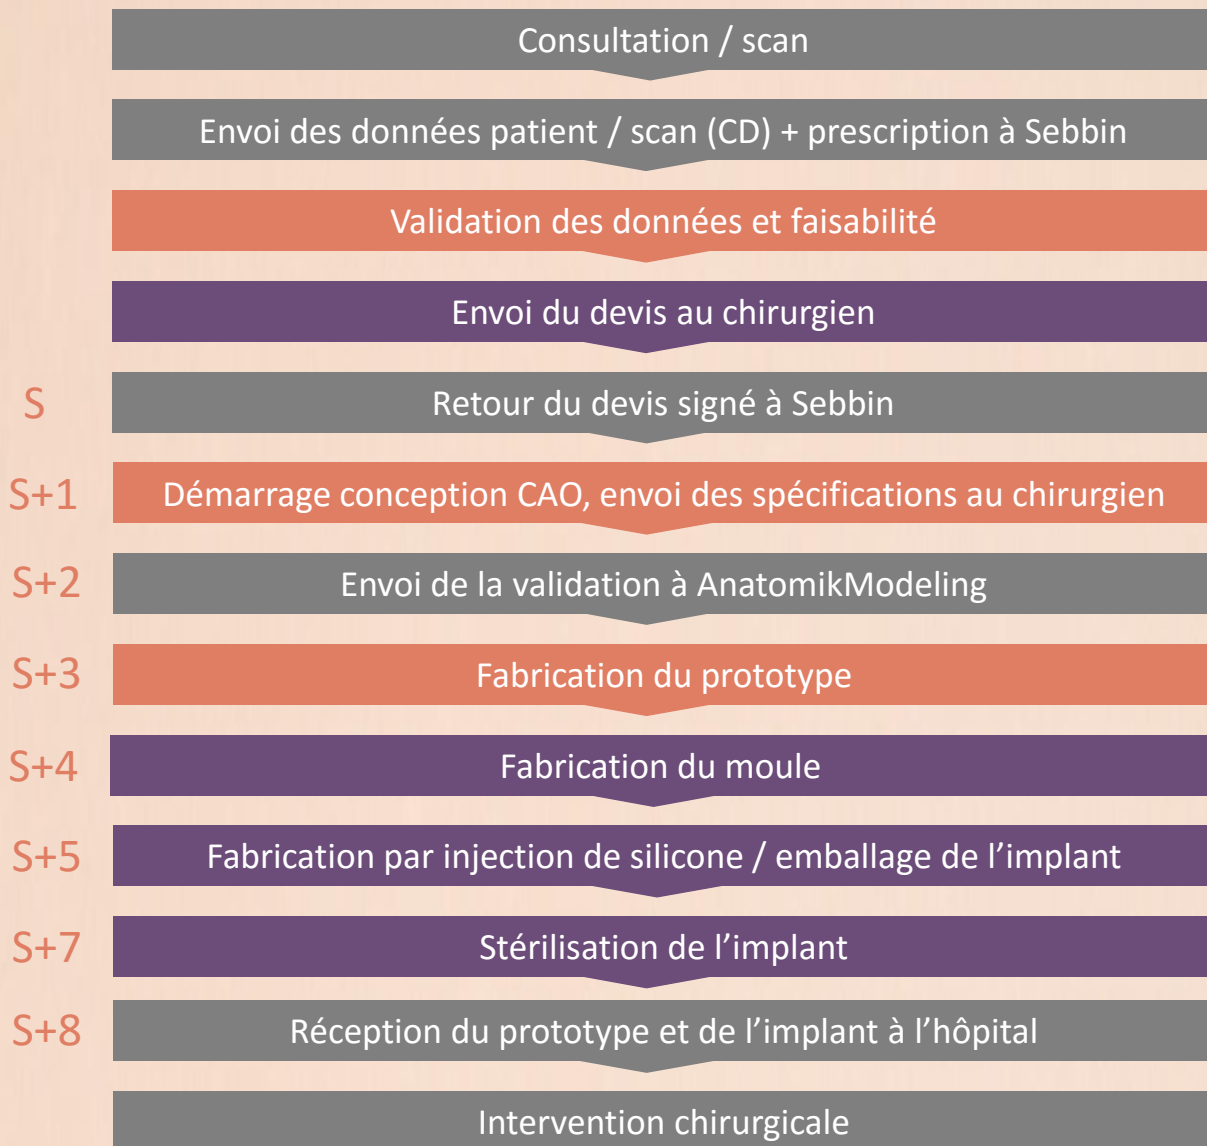 Consultation / scan
Envoi des données patient / scan (CD) + prescription à Sebbin
Validation des données et faisabilité
Envoi du devis au chirurgien
S Retour du devis signé à Sebbin
S+1 Démarrage conception CAO, envoi des spécifications au chirurgien
S+2 Envoi de la validation à AnatomikModeling
S+3 Fabrication du prototype
S+4 Fabrication du moule
S+5 Fabrication par injection de silicone / emballage de l’implant
S+7 Stérilisation de l’implant
S+8 Réception du prototype et de l’implant à l’hôpital
Intervention chirurgicale